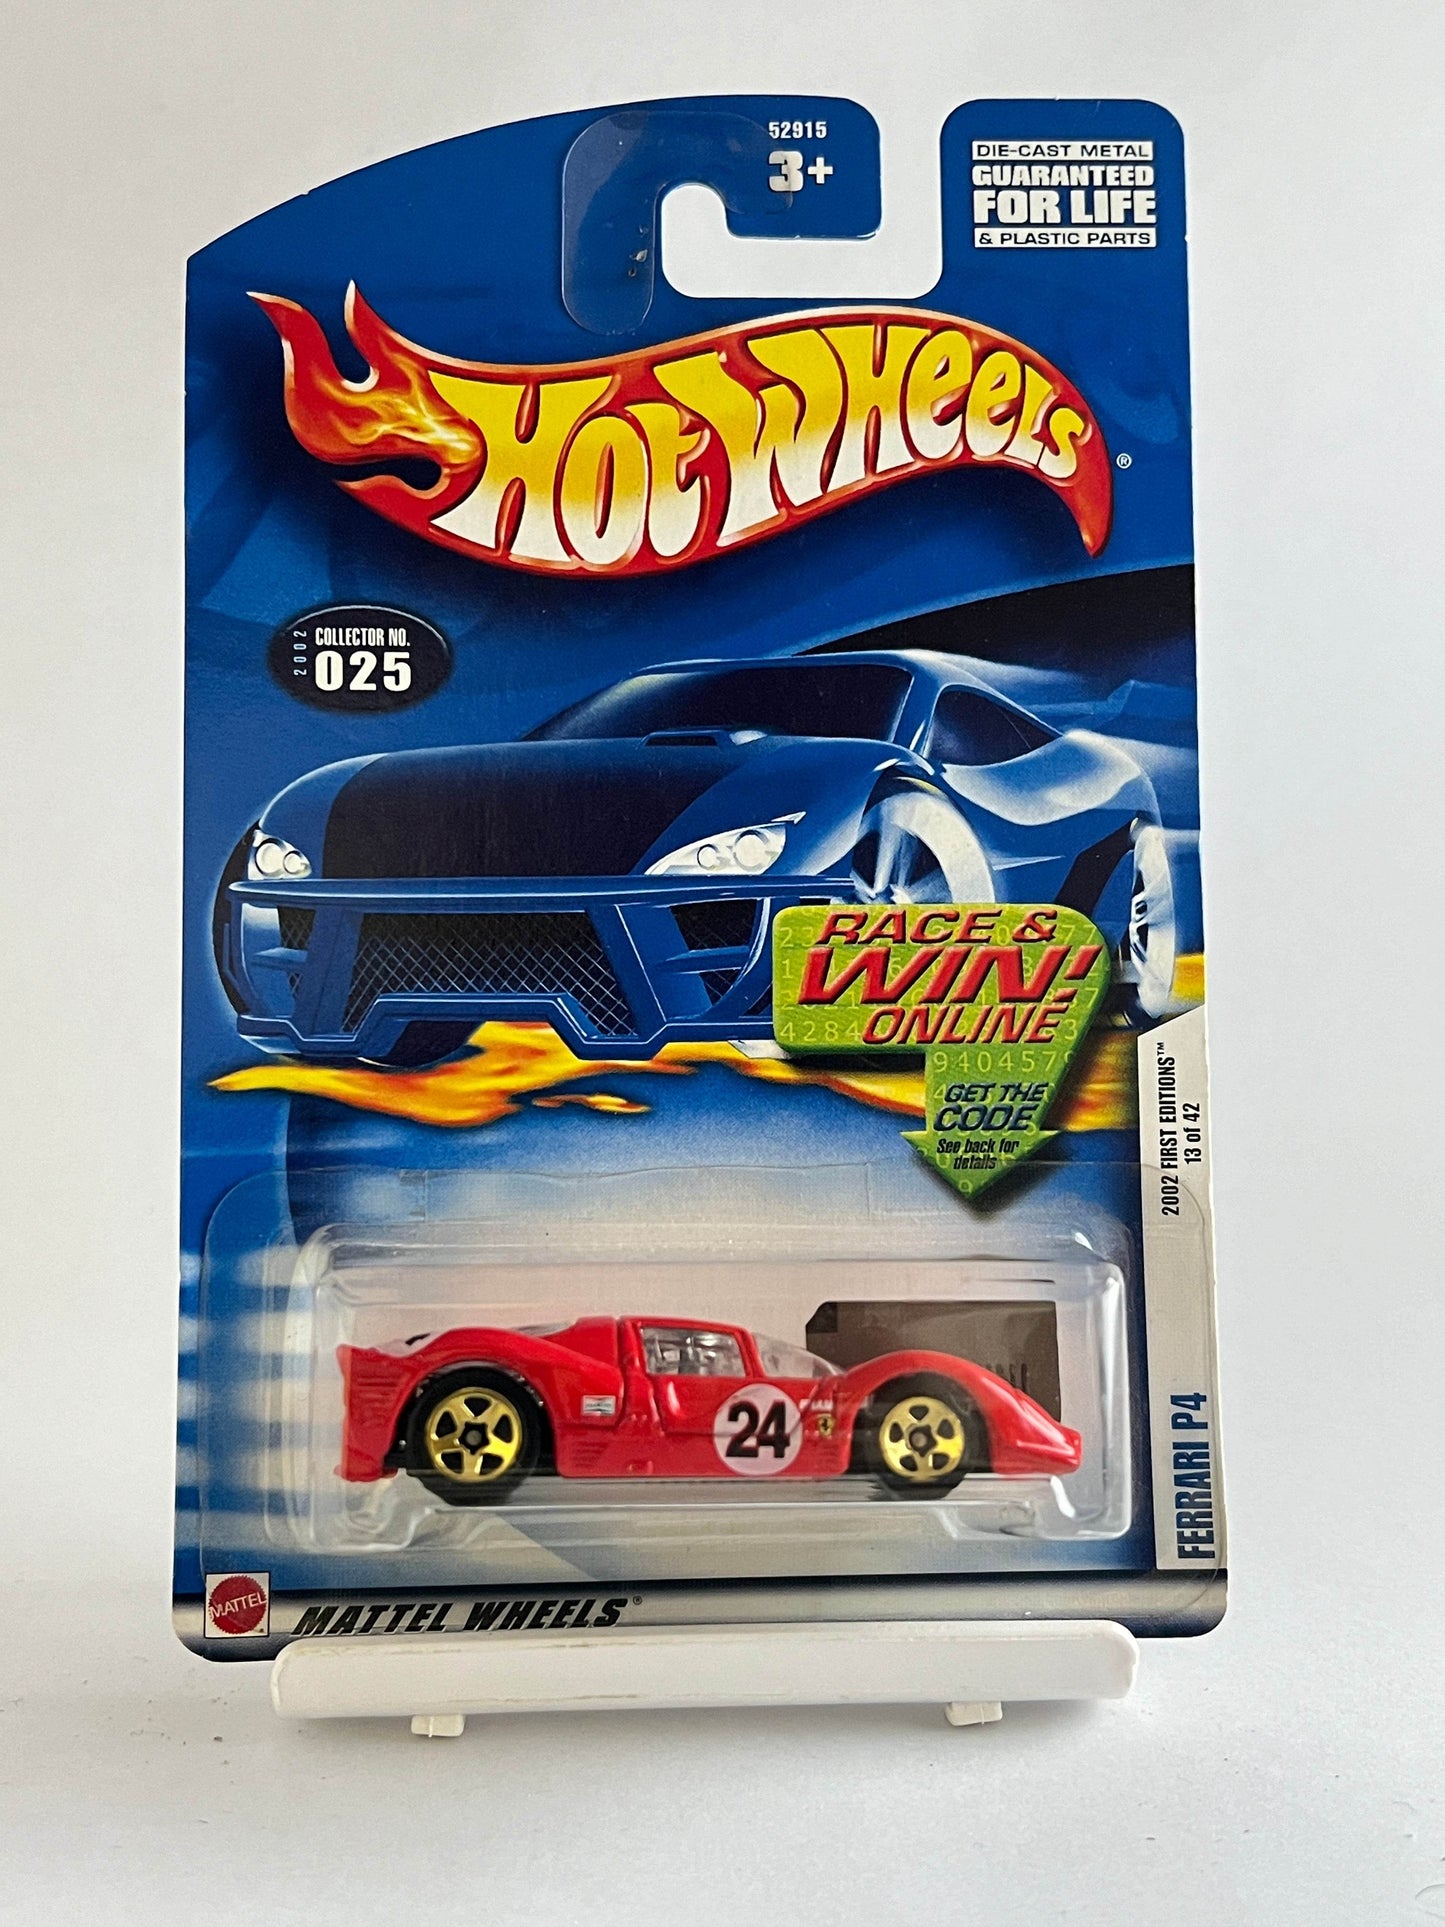 52915
3+
DIE-CAST METAL
GUARANTEED
FOR LIFE
& PLASTIC PARTS
HOT WHEELS®
2002
COLLECTOR NO.
025
RACE &
WIN!
ONLINE
GET THE
CODE
See back for
details
2002 FIRST EDITIONS™
13 of 42
FERRARI P4
24
MATTEL
MATTEL WHEELS®